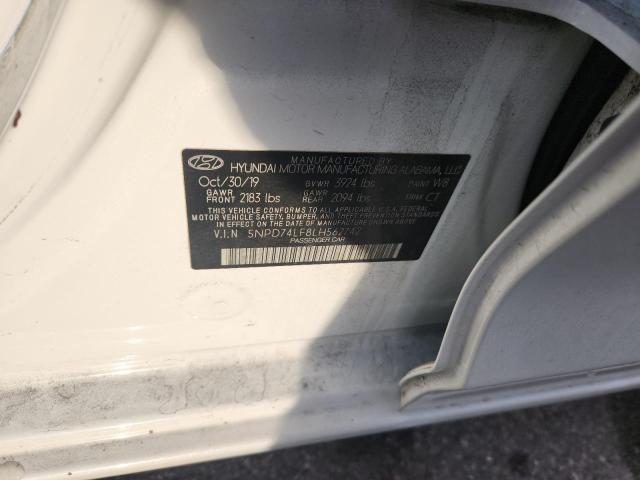 MANUFACTURED BY
HYUNDAI MOTOR MANUFACTURING ALABAMA, LLC
Oct/30/19 GVWR 3924 lbs PAINT W8
GAWR FRONT 2183 lbs GAWR REAR 2094 lbs TRIM CT
THIS VEHICLE CONFORMS TO ALL APPLICABLE FEDERAL
MOTOR VEHICLE SAFETY, BUMPER, AND THEFT PREVENTION
STANDARDS IN EFFECT ON THE DATE OF MANUFACTURE SHOWN ABOVE.
V.I.N 5NPD74LF8LH562742
PASSENGER CAR